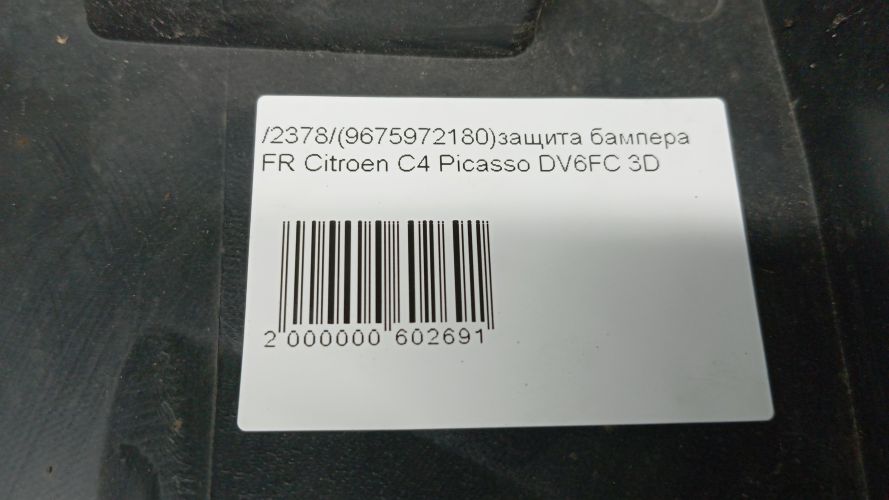 /2378/(9675972180)защита бампера
FR Citroen C4 Picasso DV6FC 3D
2 000000 602691